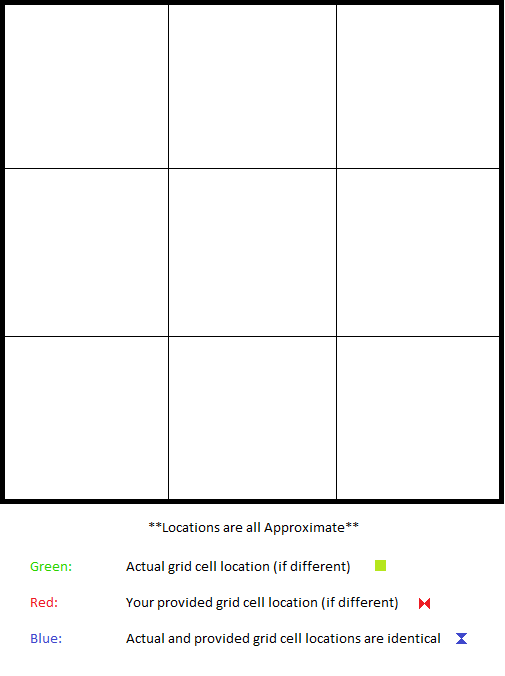 **Locations are all Approximate**
Green: Actual grid cell location (if different)
Red: Your provided grid cell location (if different)
Blue: Actual and provided grid cell locations are identical